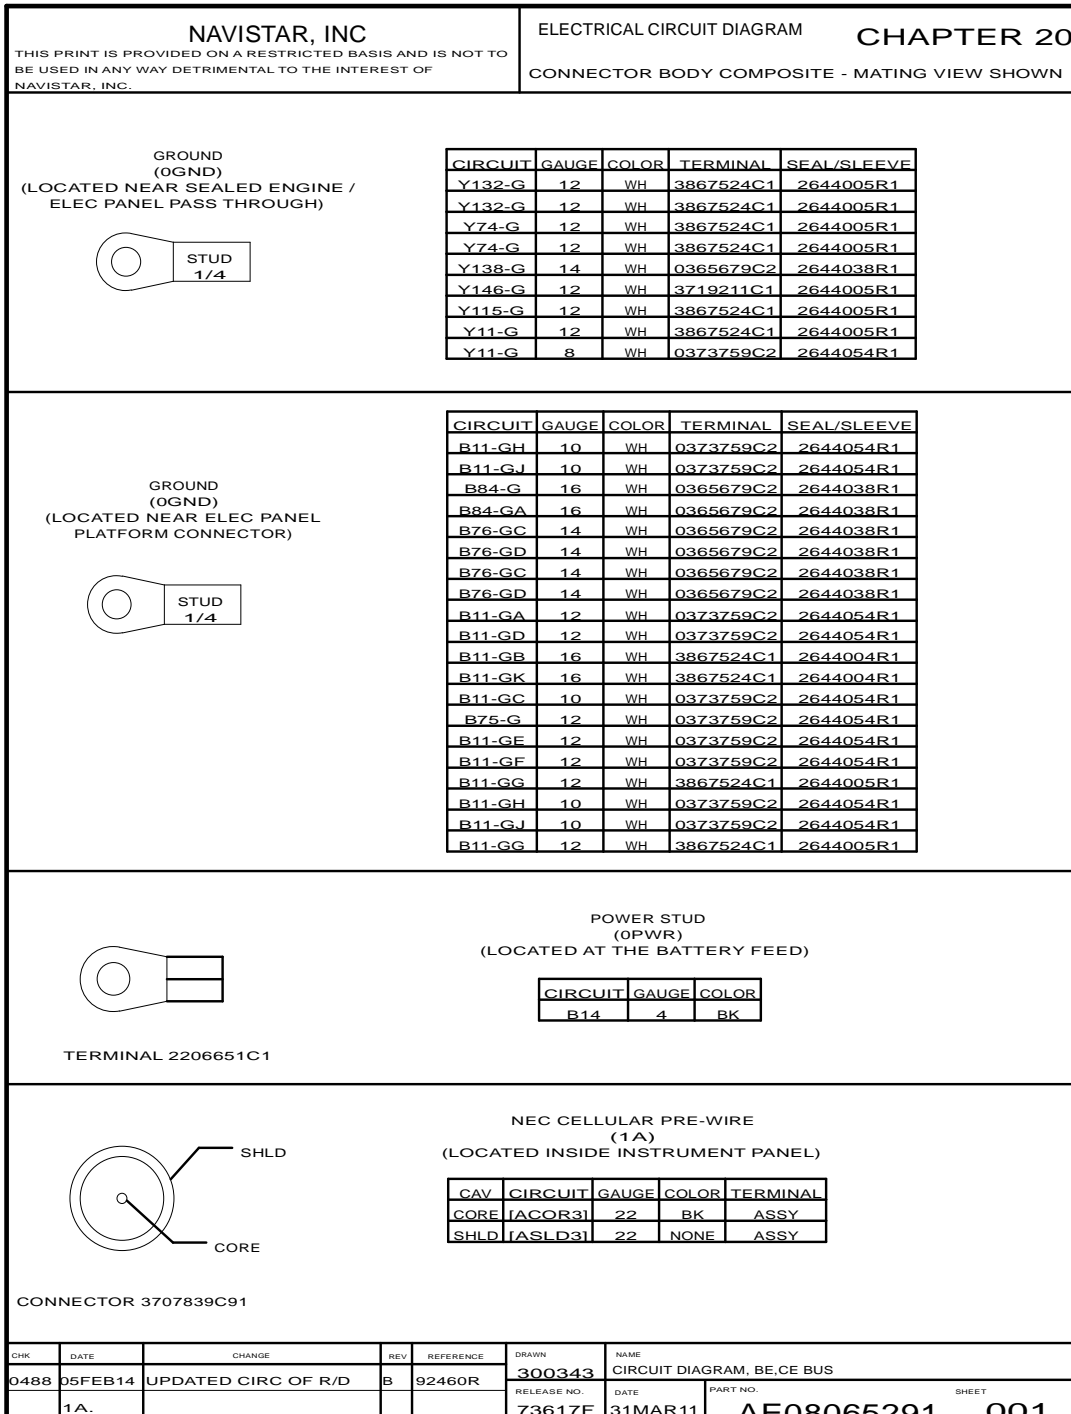 NAVISTAR, INC
THIS PRINT IS PROVIDED ON A RESTRICTED BASIS AND IS NOT TO
BE USED IN ANY WAY DETRIMENTAL TO THE INTEREST OF
NAVISTAR, INC.
ELECTRICAL CIRCUIT DIAGRAM CHAPTER 20
CONNECTOR BODY COMPOSITE - MATING VIEW SHOWN
GROUND
(0GND)
(LOCATED NEAR SEALED ENGINE /
ELEC PANEL PASS THROUGH)
STUD
1/4
CIRCUIT GAUGE COLOR TERMINAL SEAL/SLEEVE
Y132-G 12 WH 3867524C1 2644005R1
Y132-G 12 WH 3867524C1 2644005R1
Y74-G 12 WH 3867524C1 2644005R1
Y74-G 12 WH 3867524C1 2644005R1
Y138-G 14 WH 0365679C2 2644038R1
Y146-G 12 WH 3719211C1 2644005R1
Y115-G 12 WH 3867524C1 2644005R1
Y11-G 12 WH 3867524C1 2644005R1
Y11-G 8 WH 0373759C2 2644054R1
GROUND
(0GND)
(LOCATED NEAR ELEC PANEL
PLATFORM CONNECTOR)
STUD
1/4
CIRCUIT GAUGE COLOR TERMINAL SEAL/SLEEVE
B11-GH 10 WH 0373759C2 2644054R1
B11-GJ 10 WH 0373759C2 2644054R1
B84-G 16 WH 0365679C2 2644038R1
B84-GA 16 WH 0365679C2 2644038R1
B76-GC 14 WH 0365679C2 2644038R1
B76-GD 14 WH 0365679C2 2644038R1
B76-GC 14 WH 0365679C2 2644038R1
B76-GD 14 WH 0365679C2 2644038R1
B11-GA 12 WH 0373759C2 2644054R1
B11-GD 12 WH 0373759C2 2644054R1
B11-GB 16 WH 3867524C1 2644004R1
B11-GK 16 WH 3867524C1 2644004R1
B11-GC 10 WH 0373759C2 2644054R1
B75-G 12 WH 0373759C2 2644054R1
B11-GE 12 WH 0373759C2 2644054R1
B11-GF 12 WH 0373759C2 2644054R1
B11-GG 12 WH 3867524C1 2644005R1
B11-GH 10 WH 0373759C2 2644054R1
B11-GJ 10 WH 0373759C2 2644054R1
B11-GG 12 WH 3867524C1 2644005R1
POWER STUD
(0PWR)
(LOCATED AT THE BATTERY FEED)
CIRCUIT GAUGE COLOR
B14 4 BK
TERMINAL 2206651C1
NEC CELLULAR PRE-WIRE
(1A)
(LOCATED INSIDE INSTRUMENT PANEL)
SHLD
CORE
CAV CIRCUIT GAUGE COLOR TERMINAL
CORE [ACOR3] 22 BK ASSY
SHLD [ASLD3] 22 NONE ASSY
CONNECTOR 3707839C91
CHK DATE CHANGE REV REFERENCE
0488 05FEB14 UPDATED CIRC OF R/D B 92460R
1A.
DRAWN
300343
NAME
CIRCUIT DIAGRAM, BE,CE BUS
RELEASE NO.
73617F
DATE
31MAR11
PART NO.
AE08065291
SHEET
001